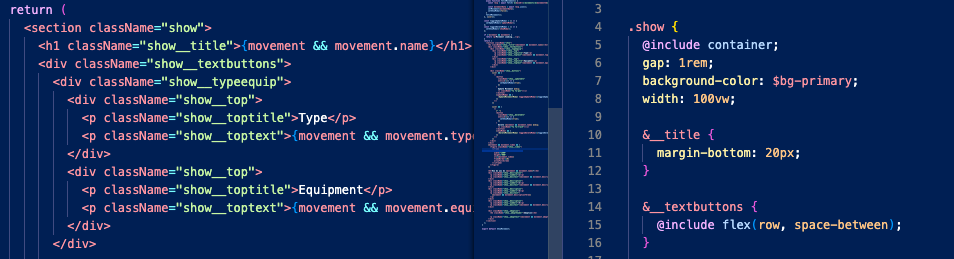 return (
<section className="show">
<h1 className="show__title">{movement && movement.name}</h1>
<div className="show__textbuttons">
<div className="show__typeequip">
<div className="show__top">
<p className="show__toptitle">Type</p>
<p className="show__toptext">{movement && movement.typ
</div>
<div className="show__top">
<p className="show__toptitle">Equipment</p>
<p className="show__toptext">{movement && movement.equ
</div>
</div>
3
4 .show {
5 @include container;
6 gap: 1rem;
7 background-color: $bg-primary;
8 width: 100vw;
9
10 &__title {
11 margin-bottom: 20px;
12 }
13
14 &__textbuttons {
15 @include flex(row, space-between);
16 }